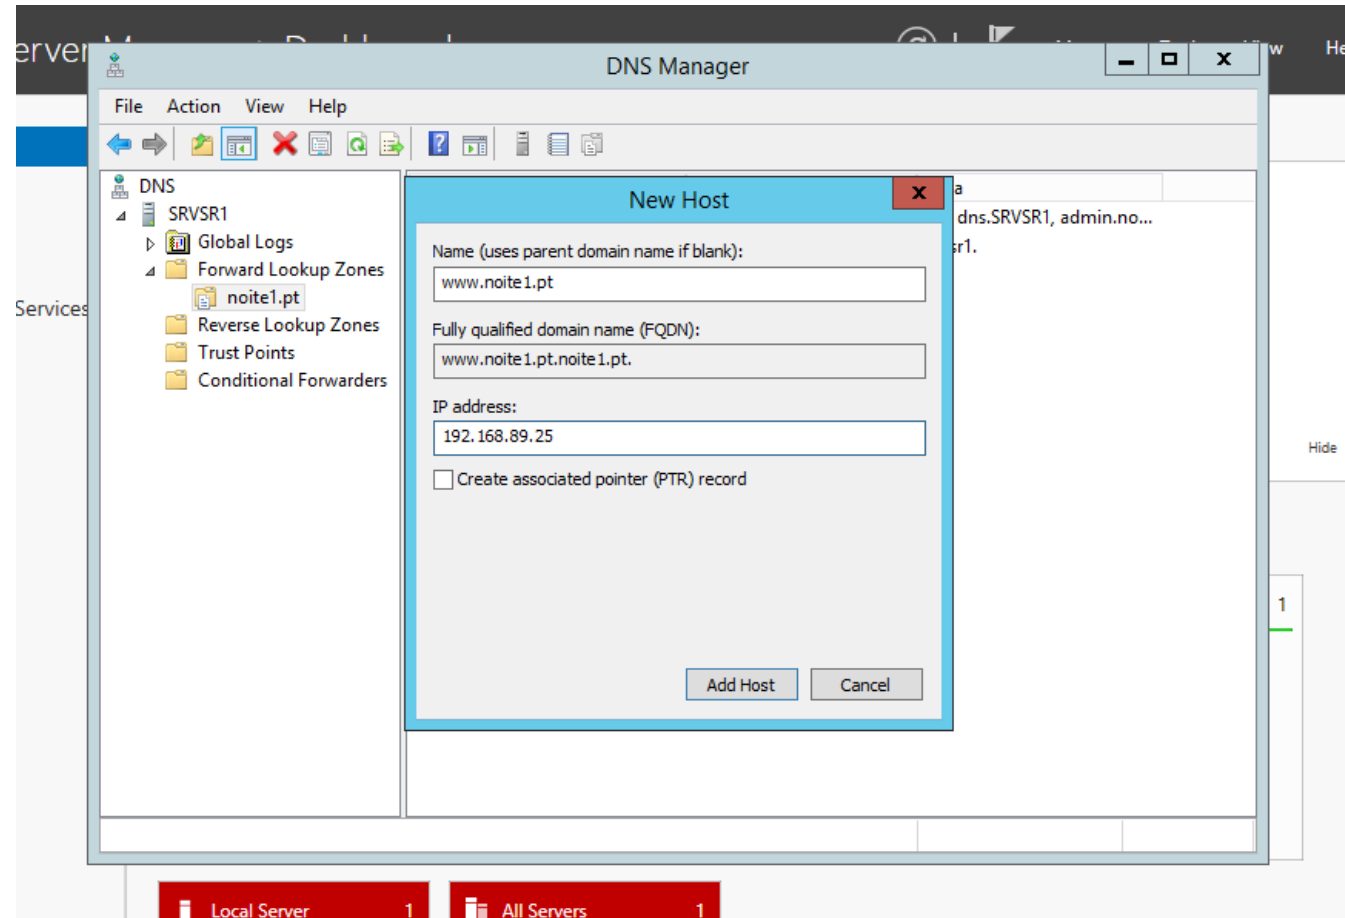 erver
DNS Manager
w
He
File Action View Help
DNS
SRVSR1
Global Logs
Forward Lookup Zones
noite1.pt
Reverse Lookup Zones
Trust Points
Conditional Forwarders
Services
New Host
Name (uses parent domain name if blank):
www.noite1.pt
Fully qualified domain name (FQDN):
www.noite1.pt.noite1.pt.
IP address:
192.168.89.25
Create associated pointer (PTR) record
Add Host Cancel
a
dns.SRVSR1, admin.no...
sr1.
Hide
1
Local Server 1
All Servers 1